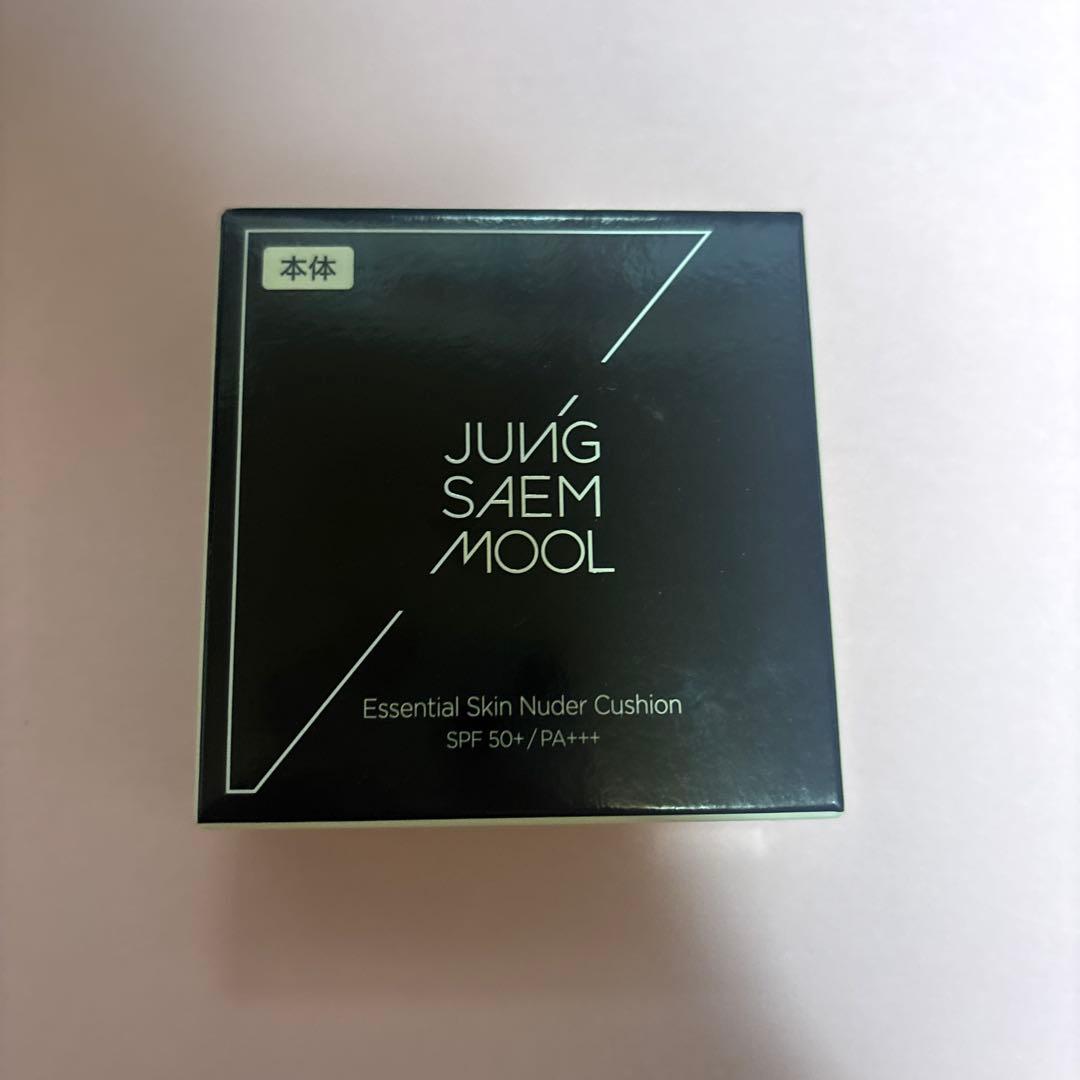 本体
JUNG
SAEM
MOOL
Essential Skin Nuder Cushion
SPF 50+/PA+++